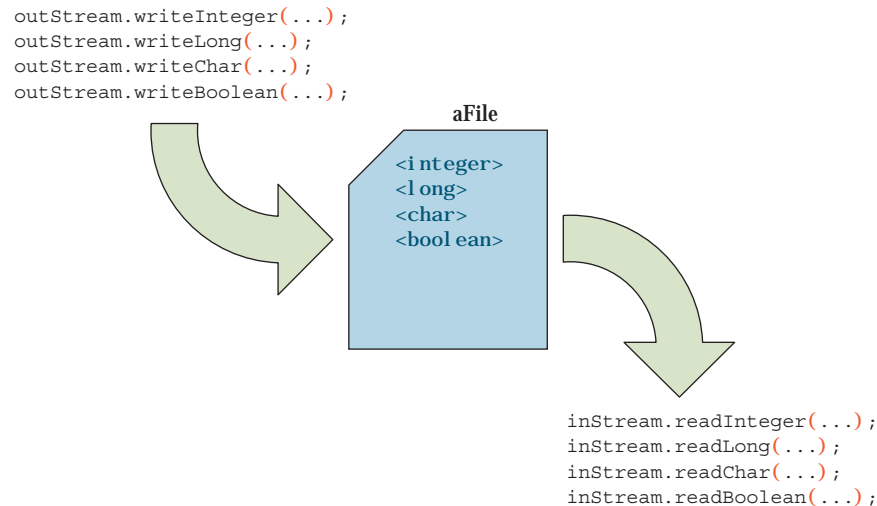 outStream.writeInteger(...);
outStream.writeLong(...);
outStream.writeChar(...);
outStream.writeBoolean(...);
aFile
<integer>
<long>
<char>
<boolean>
inStream.readInteger(...);
inStream.readLong(...);
inStream.readChar(...);
inStream.readBoolean(...);